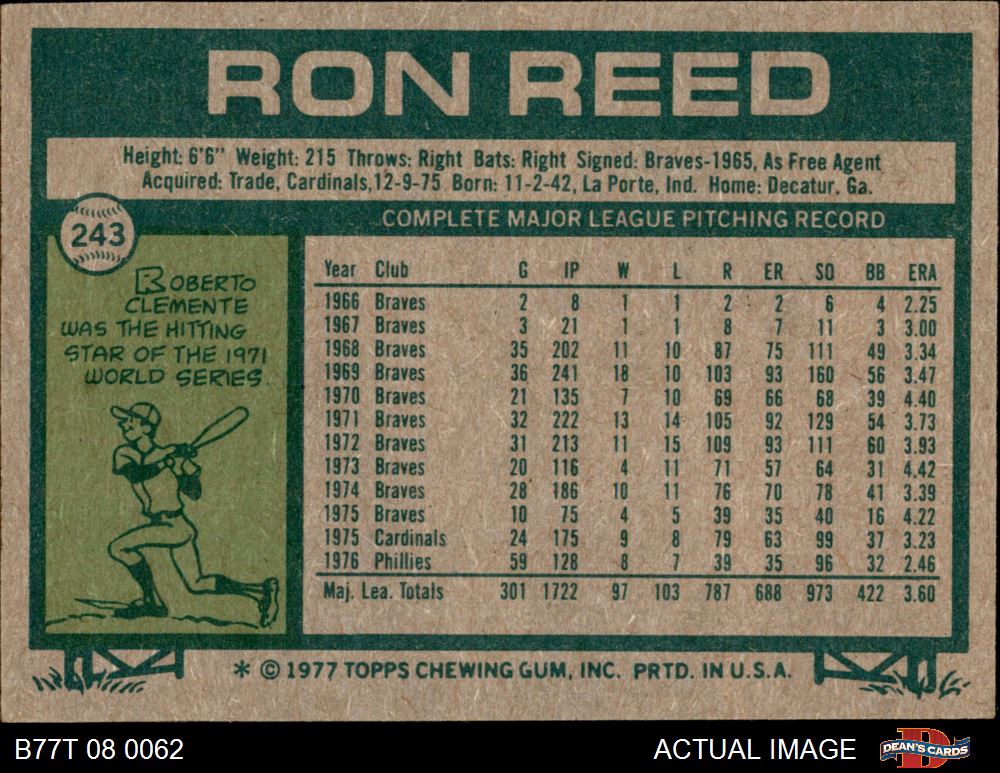 RON REED
Height: 6'6" Weight: 215 Throws: Right Bats: Right Signed: Braves-1965, As Free Agent
Acquired: Trade, Cardinals,12-9-75 Born: 11-2-42, La Porte, Ind. Home: Decatur, Ga.
243
COMPLETE MAJOR LEAGUE PITCHING RECORD
ROBERTO
CLEMENTE
WAS THE HITTING
STAR OF THE 1971
WORLD SERIES.
Year Club G IP W L R ER SO BB ERA
1966 Braves 2 8 1 1 2 2 6 4 2.25
1967 Braves 3 21 1 1 8 7 11 3 3.00
1968 Braves 35 202 11 10 87 75 111 49 3.34
1969 Braves 36 241 18 10 103 93 160 56 3.47
1970 Braves 21 135 7 10 69 66 68 39 4.40
1971 Braves 32 222 13 14 105 92 129 54 3.73
1972 Braves 31 213 11 15 109 93 111 60 3.93
1973 Braves 20 116 4 11 71 57 64 31 4.42
1974 Braves 28 186 10 11 76 70 78 41 3.39
1975 Braves 10 75 4 5 39 35 40 16 4.22
1975 Cardinals 24 175 9 8 79 63 99 37 3.23
1976 Phillies 59 128 8 7 39 35 96 32 2.46
Maj. Lea. Totals 301 1722 97 103 787 688 973 422 3.60
* © 1977 TOPPS CHEWING GUM, INC. PRTD. IN U.S.A.
B77T 08 0062
ACTUAL IMAGE
D
DEAN'S CARDS